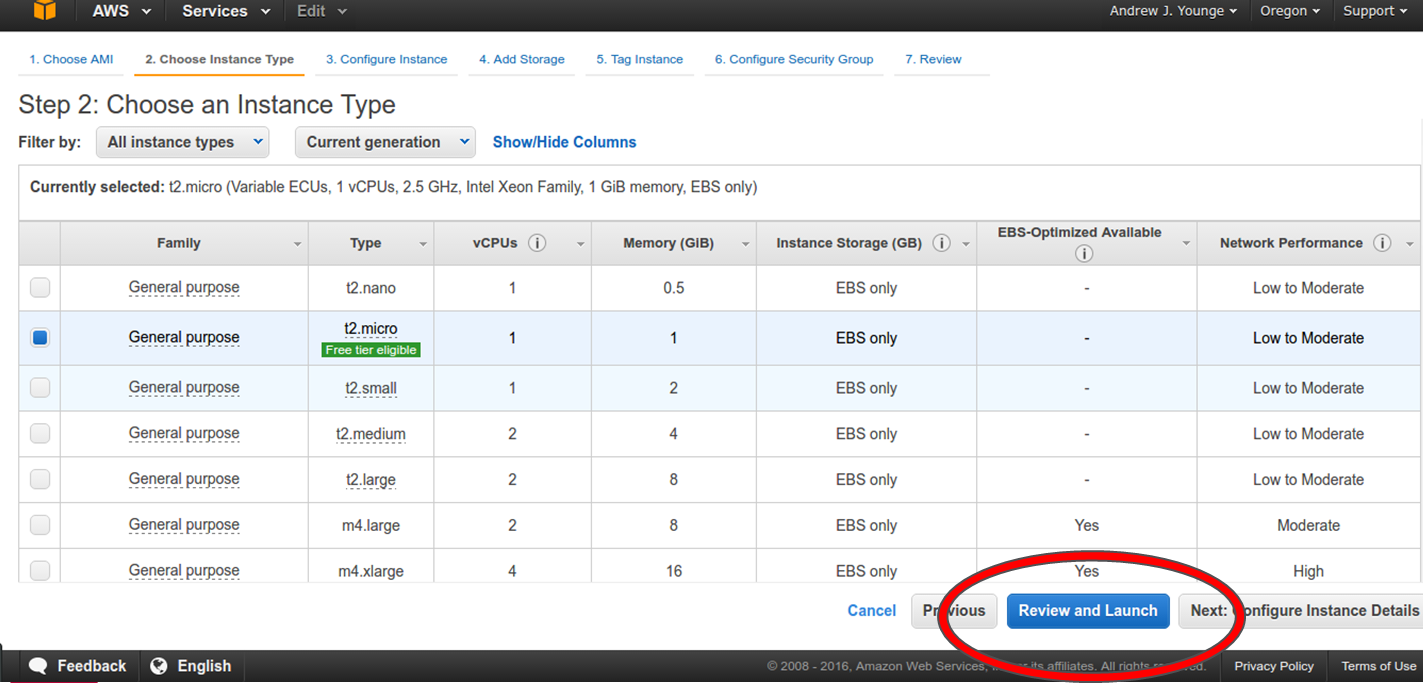 AWS Services Edit Andrew J. Younge Oregon Support
1. Choose AMI 2. Choose Instance Type 3. Configure Instance 4. Add Storage 5. Tag Instance 6. Configure Security Group 7. Review
Step 2: Choose an Instance Type
Filter by: All instance types Current generation Show/Hide Columns
Currently selected: t2.micro (Variable ECUs, 1 vCPUs, 2.5 GHz, Intel Xeon Family, 1 GiB memory, EBS only)
Family Type vCPUs i Memory (GiB) Instance Storage (GB) i EBS-Optimized Available i Network Performance i
General purpose t2.nano 1 0.5 EBS only - Low to Moderate
General purpose t2.micro Free tier eligible 1 1 EBS only - Low to Moderate
General purpose t2.small 1 2 EBS only - Low to Moderate
General purpose t2.medium 2 4 EBS only - Low to Moderate
General purpose t2.large 2 8 EBS only - Low to Moderate
General purpose m4.large 2 8 EBS only Yes Moderate
General purpose m4.xlarge 4 16 EBS only Yes High
Cancel Previous Review and Launch Next: Configure Instance Details
Feedback English © 2008 - 2016, Amazon Web Services, its affiliates. All rights reserved. Privacy Policy Terms of Use